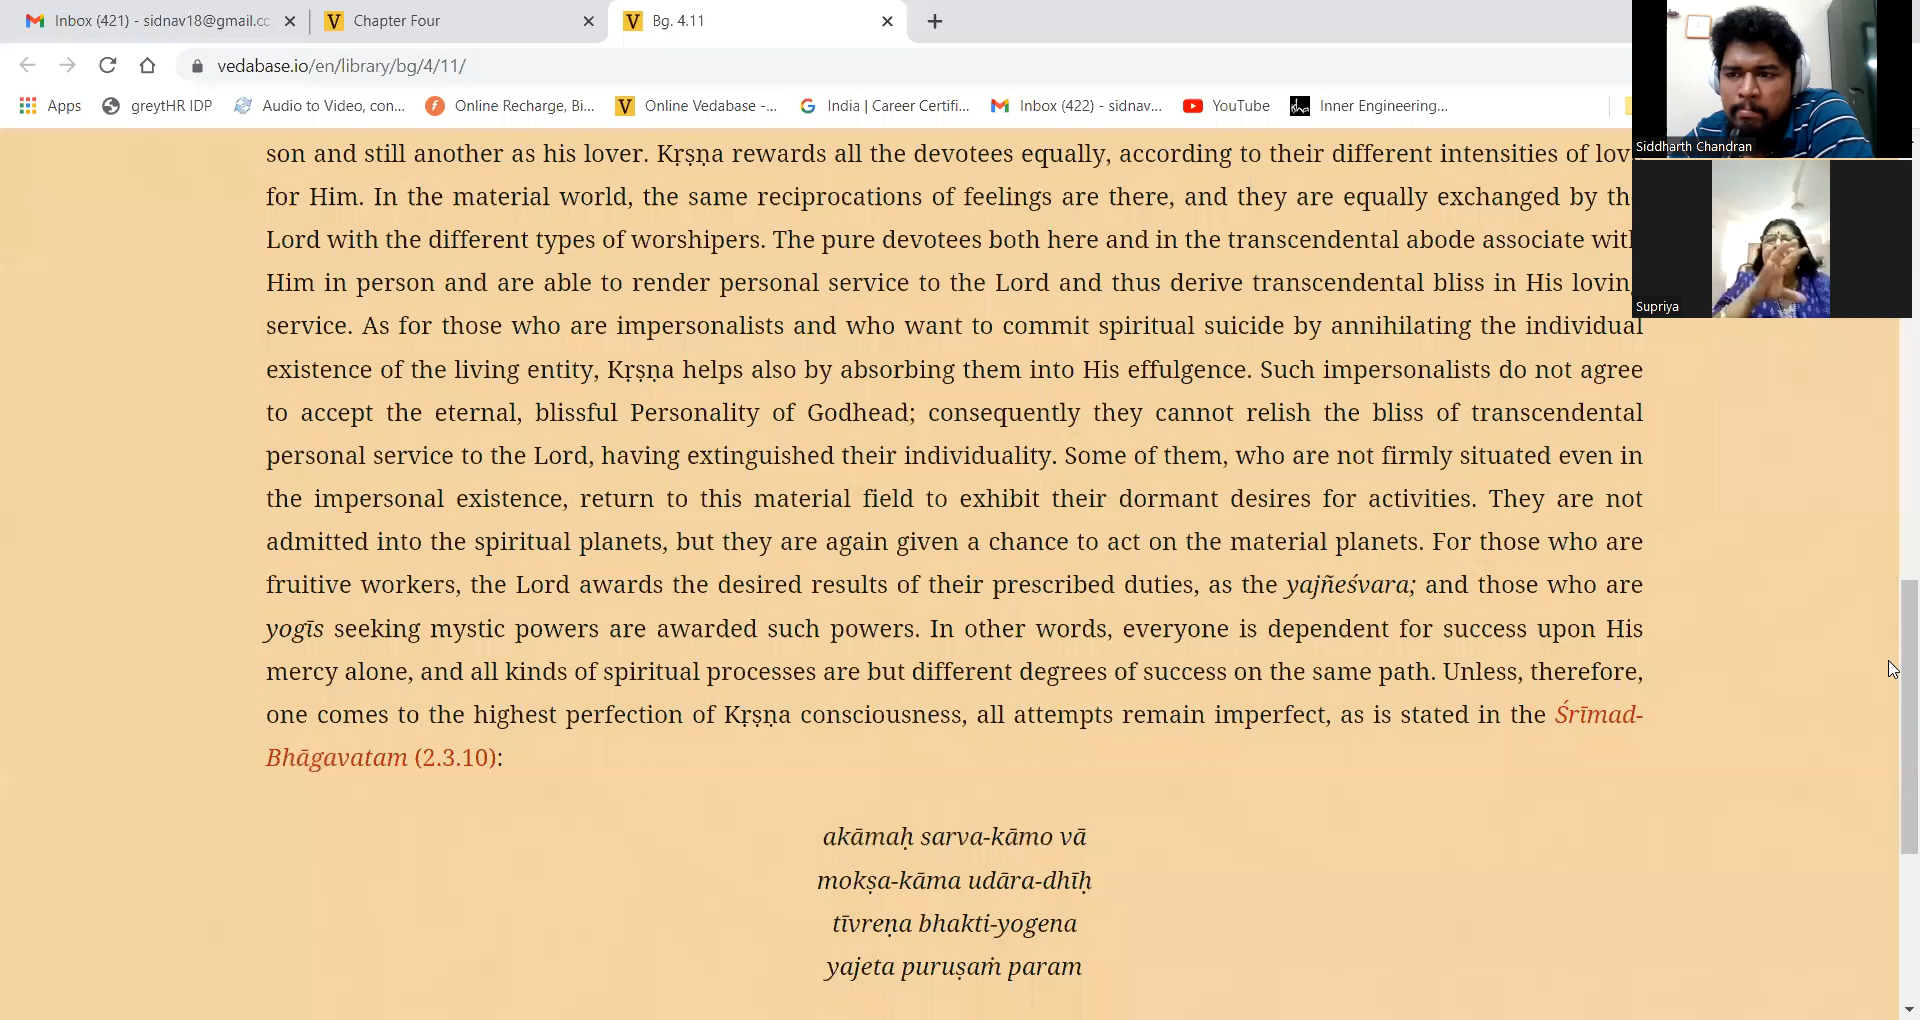 Inbox (421) - sidnav18@gmail.co
Chapter Four
Bg. 4.11
vedabase.io/en/library/bg/4/11/
Apps greytHR IDP Audio to Video, con... Online Recharge, Bi... Online Vedabase -... India | Career Certifi... Inbox (422) - sidnav... YouTube Inner Engineering...
Siddharth Chandran
Supriya
son and still another as his lover. Kṛṣṇa rewards all the devotees equally, according to their different intensities of lov
for Him. In the material world, the same reciprocations of feelings are there, and they are equally exchanged by th
Lord with the different types of worshipers. The pure devotees both here and in the transcendental abode associate with
Him in person and are able to render personal service to the Lord and thus derive transcendental bliss in His loving
service. As for those who are impersonalists and who want to commit spiritual suicide by annihilating the individual
existence of the living entity, Kṛṣṇa helps also by absorbing them into His effulgence. Such impersonalists do not agree
to accept the eternal, blissful Personality of Godhead; consequently they cannot relish the bliss of transcendental
personal service to the Lord, having extinguished their individuality. Some of them, who are not firmly situated even in
the impersonal existence, return to this material field to exhibit their dormant desires for activities. They are not
admitted into the spiritual planets, but they are again given a chance to act on the material planets. For those who are
fruitive workers, the Lord awards the desired results of their prescribed duties, as the yajñeśvara; and those who are
yogīs seeking mystic powers are awarded such powers. In other words, everyone is dependent for success upon His
mercy alone, and all kinds of spiritual processes are but different degrees of success on the same path. Unless, therefore,
one comes to the highest perfection of Kṛṣṇa consciousness, all attempts remain imperfect, as is stated in the Śrīmad-
Bhāgavatam (2.3.10):
akāmaḥ sarva-kāmo vā
mokṣa-kāma udāra-dhīḥ
tīvreṇa bhakti-yogena
yajeta puruṣaṁ param